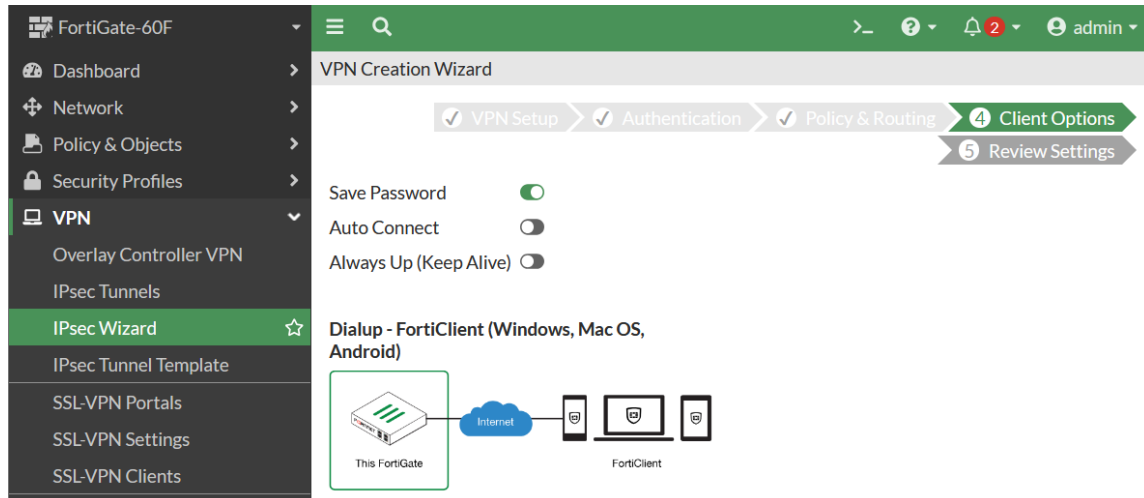 FortiGate-60F
>_ ? 2 admin
Dashboard
Network
Policy & Objects
Security Profiles
VPN
Overlay Controller VPN
IPsec Tunnels
IPsec Wizard
IPsec Tunnel Template
SSL-VPN Portals
SSL-VPN Settings
SSL-VPN Clients
VPN Creation Wizard
VPN Setup Authentication Policy & Routing 4 Client Options
5 Review Settings
Save Password
Auto Connect
Always Up (Keep Alive)
Dialup - FortiClient (Windows, Mac OS,
Android)
Internet
This FortiGate
FortiClient